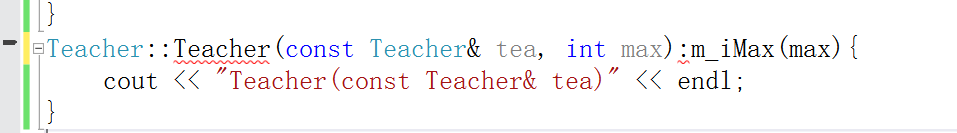 }
Teacher::Teacher(const Teacher& tea, int max):m_iMax(max){
cout << "Teacher(const Teacher& tea)" << endl;
}